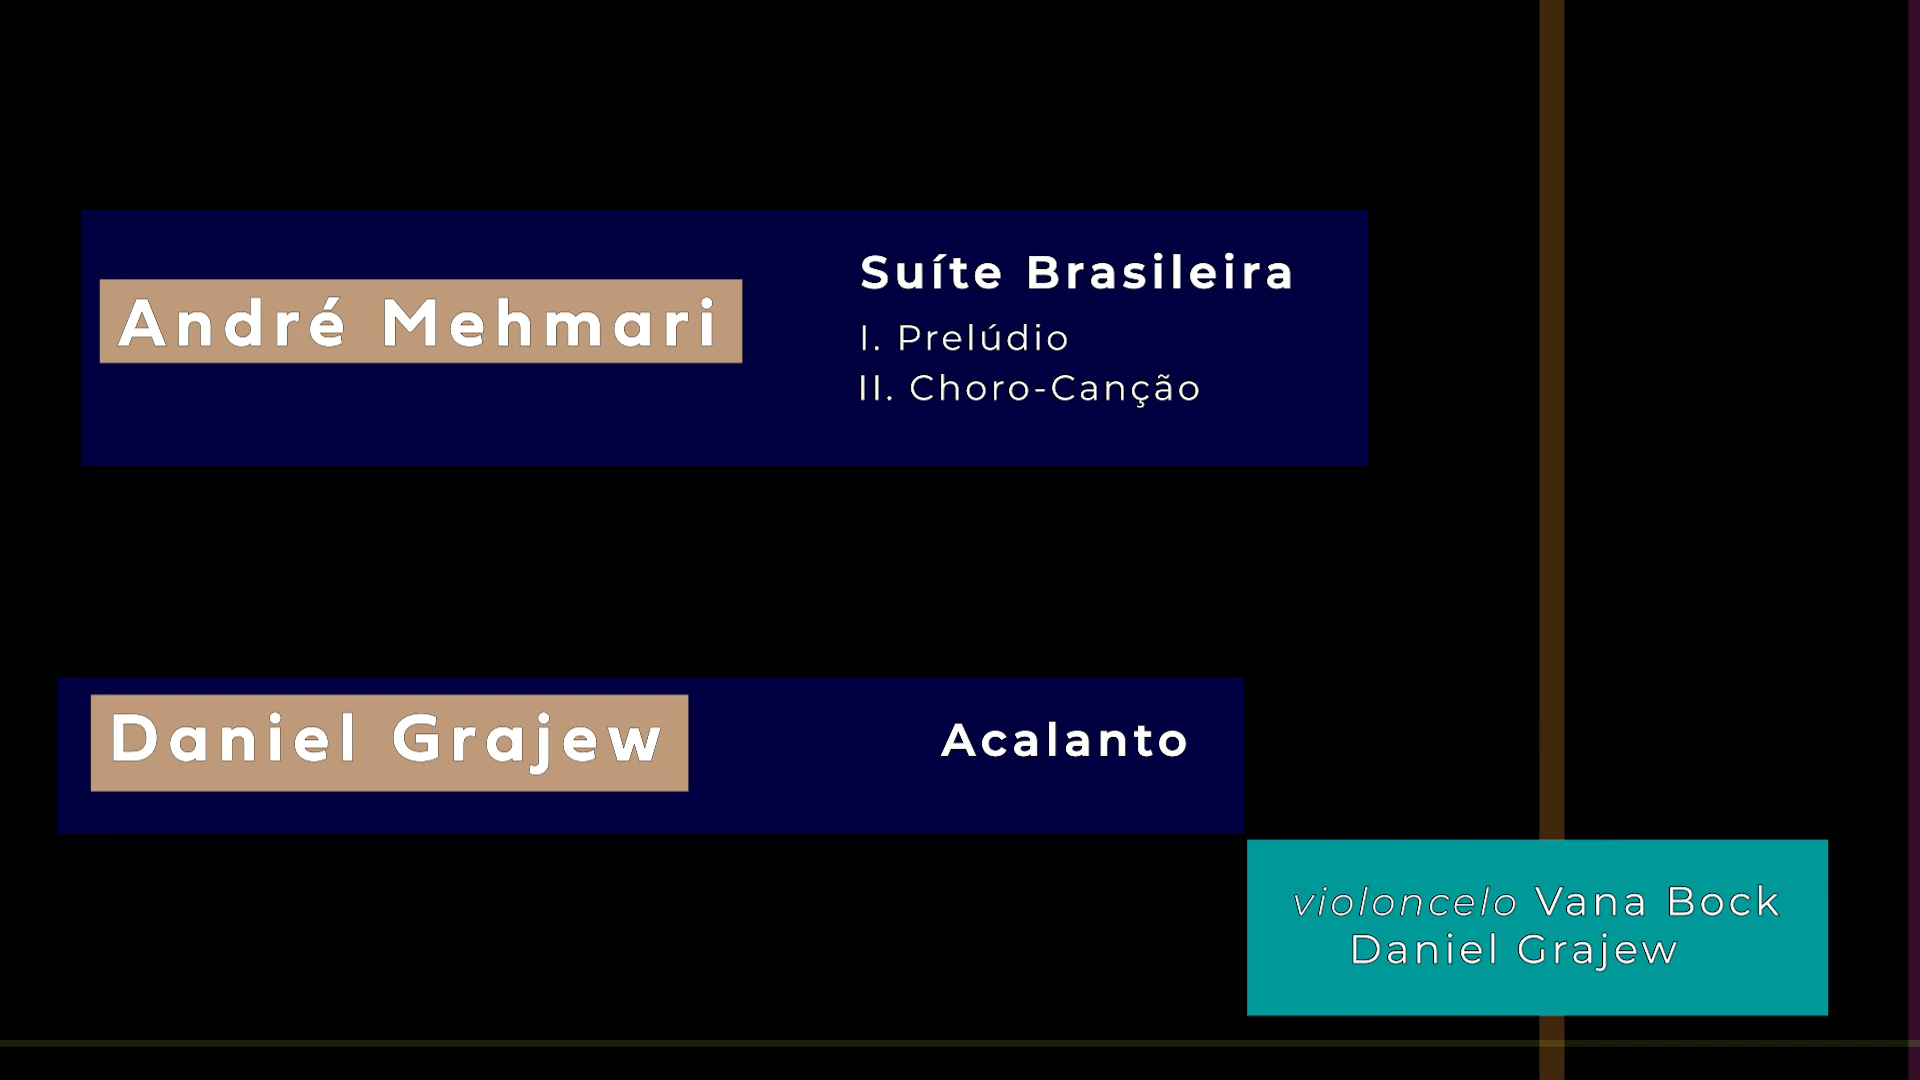 André Mehmari
Suíte Brasileira
I. Prelúdio
II. Choro-Canção
Daniel Grajew
Acalanto
violoncelo Vana Bock
Daniel Grajew